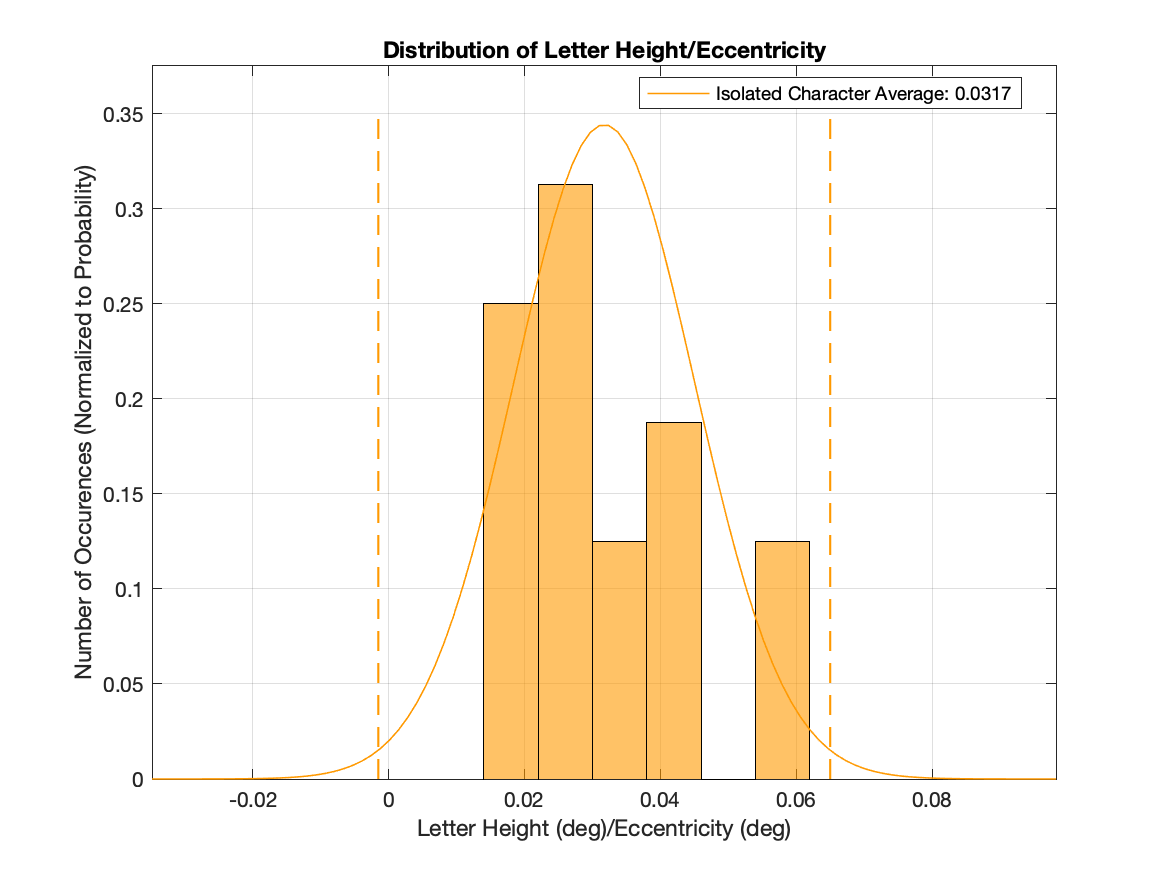 Distribution of Letter Height/Eccentricity
Isolated Character Average: 0.0317
Number of Occurences (Normalized to Probability)
0.35
0.3
0.25
0.2
0.15
0.1
0.05
0
-0.02 0 0.02 0.04 0.06 0.08
Letter Height (deg)/Eccentricity (deg)